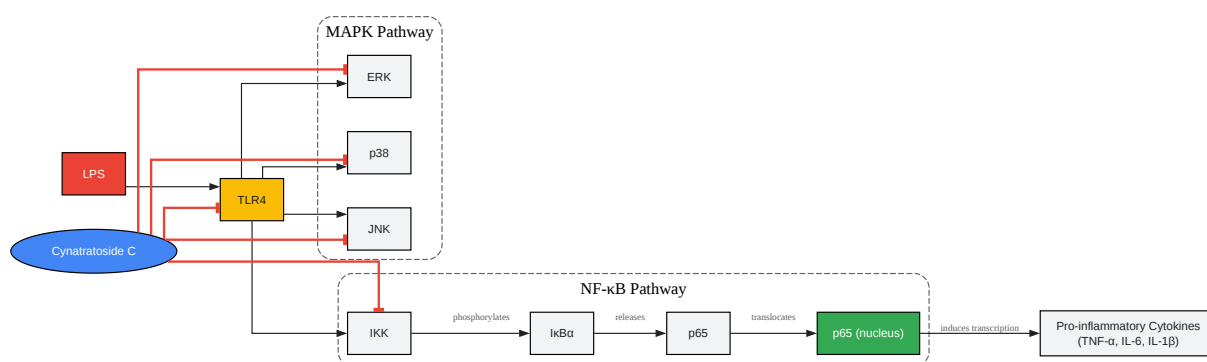 MAPK Pathway
ERK
p38
LPS
TLR4
JNK
Cynatratoside C
NF-κB Pathway
IKK
phosphorylates
IκBα
releases
p65
translocates
p65 (nucleus)
induces transcription
Pro-inflammatory Cytokines
(TNF-α, IL-6, IL-1β)